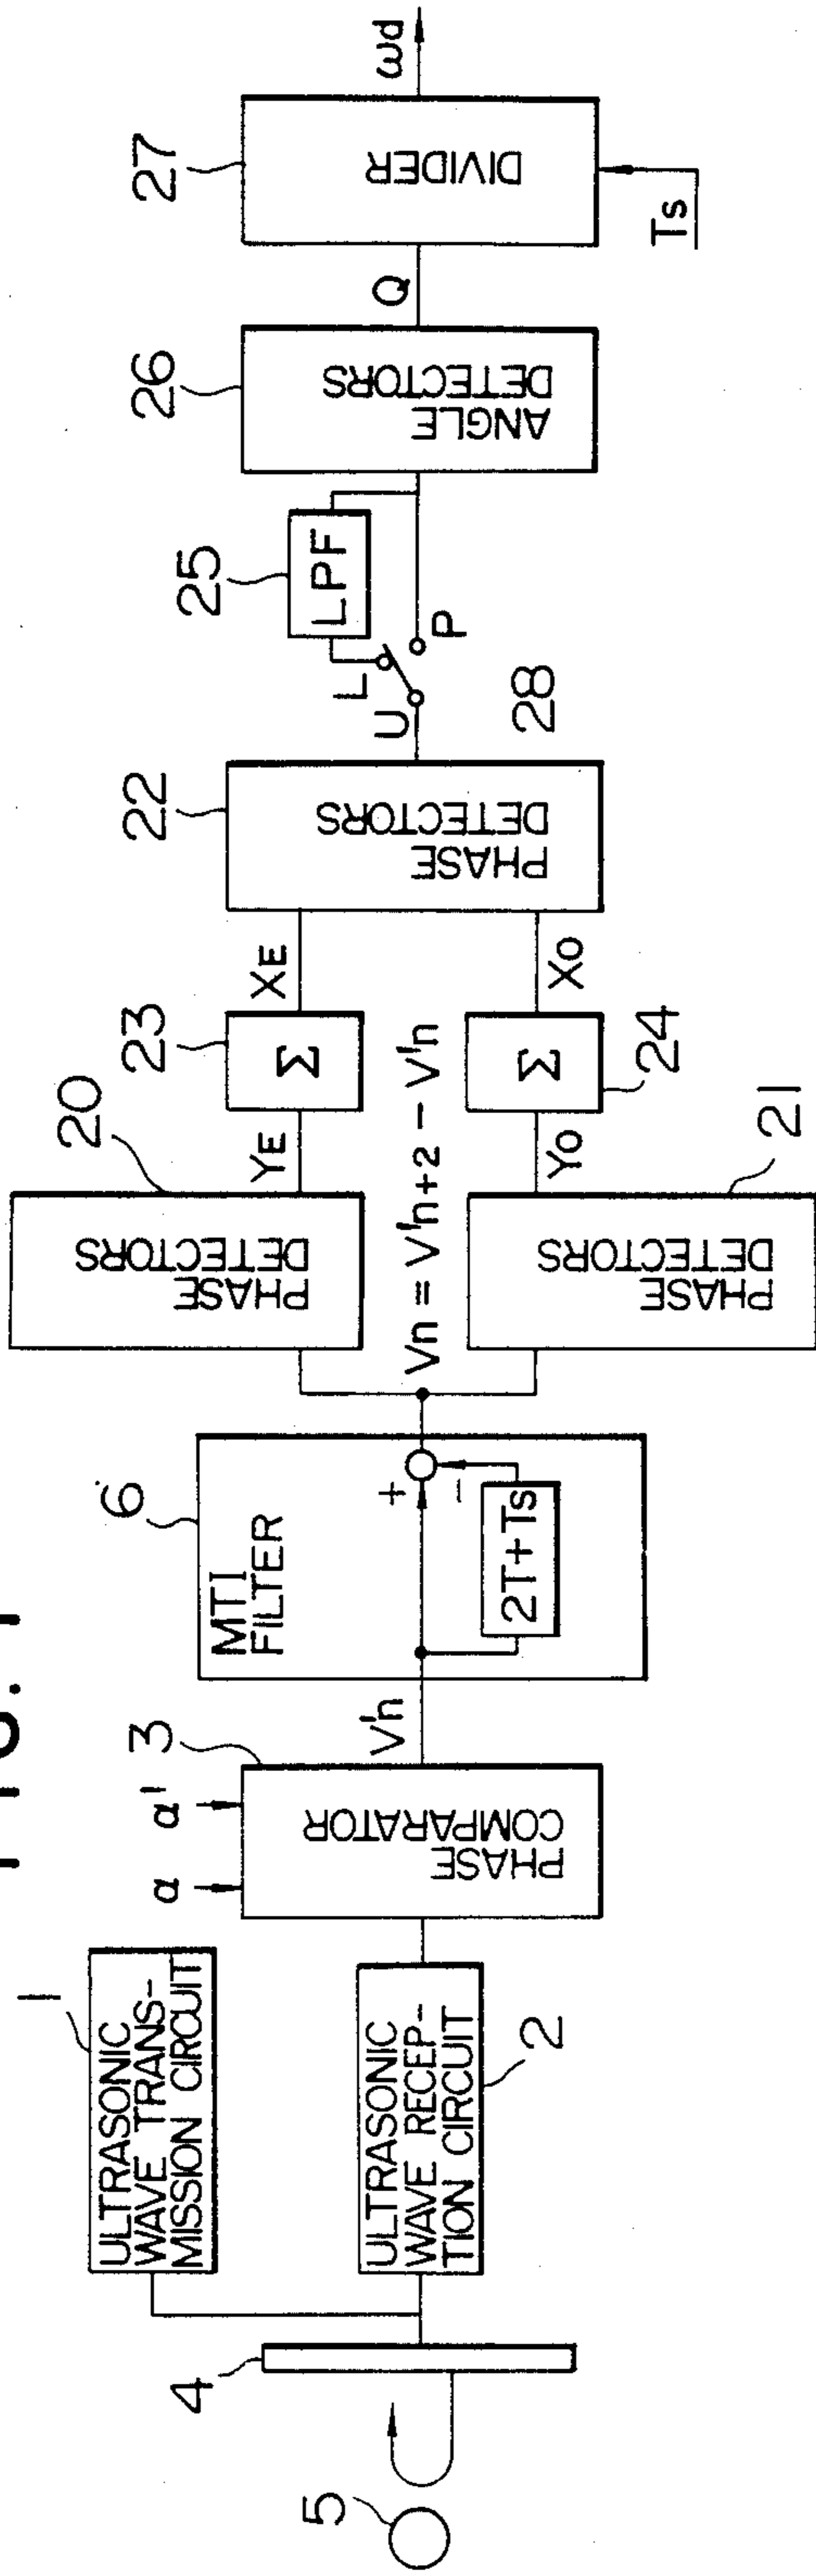 FIG. 1
1
ULTRASONIC
WAVE TRANS-
MISSION CIRCUIT
ULTRASONIC
WAVE RECEP-
TION CIRCUIT
2
4
5
a
a'
3
PHASE
COMPARATOR
V'n
6
MTI
FILTER
+
-
2T+Ts
Vn = V'n+2 - V'n
20
PHASE
DETECTORS
21
PHASE
DETECTORS
YE
YO
23
Σ
24
Σ
XE
XO
22
PHASE
DETECTORS
28
U
L
P
25
LPF
26
ANGLE
DETECTORS
Q
27
DIVIDER
Ts
ωd